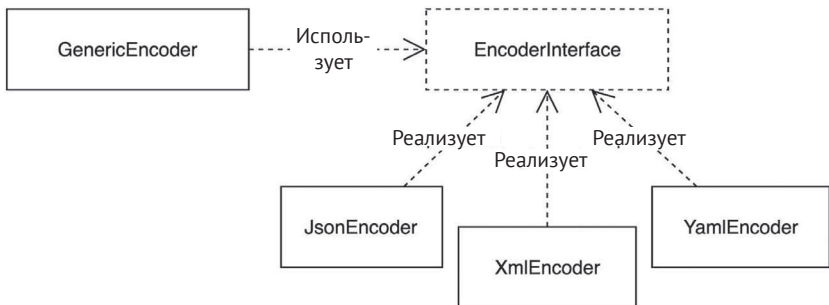 GenericEncoder
Исполь-
зует
EncoderInterface
Реализует
Реализует
Реализует
JsonEncoder
XmlEncoder
YamlEncoder